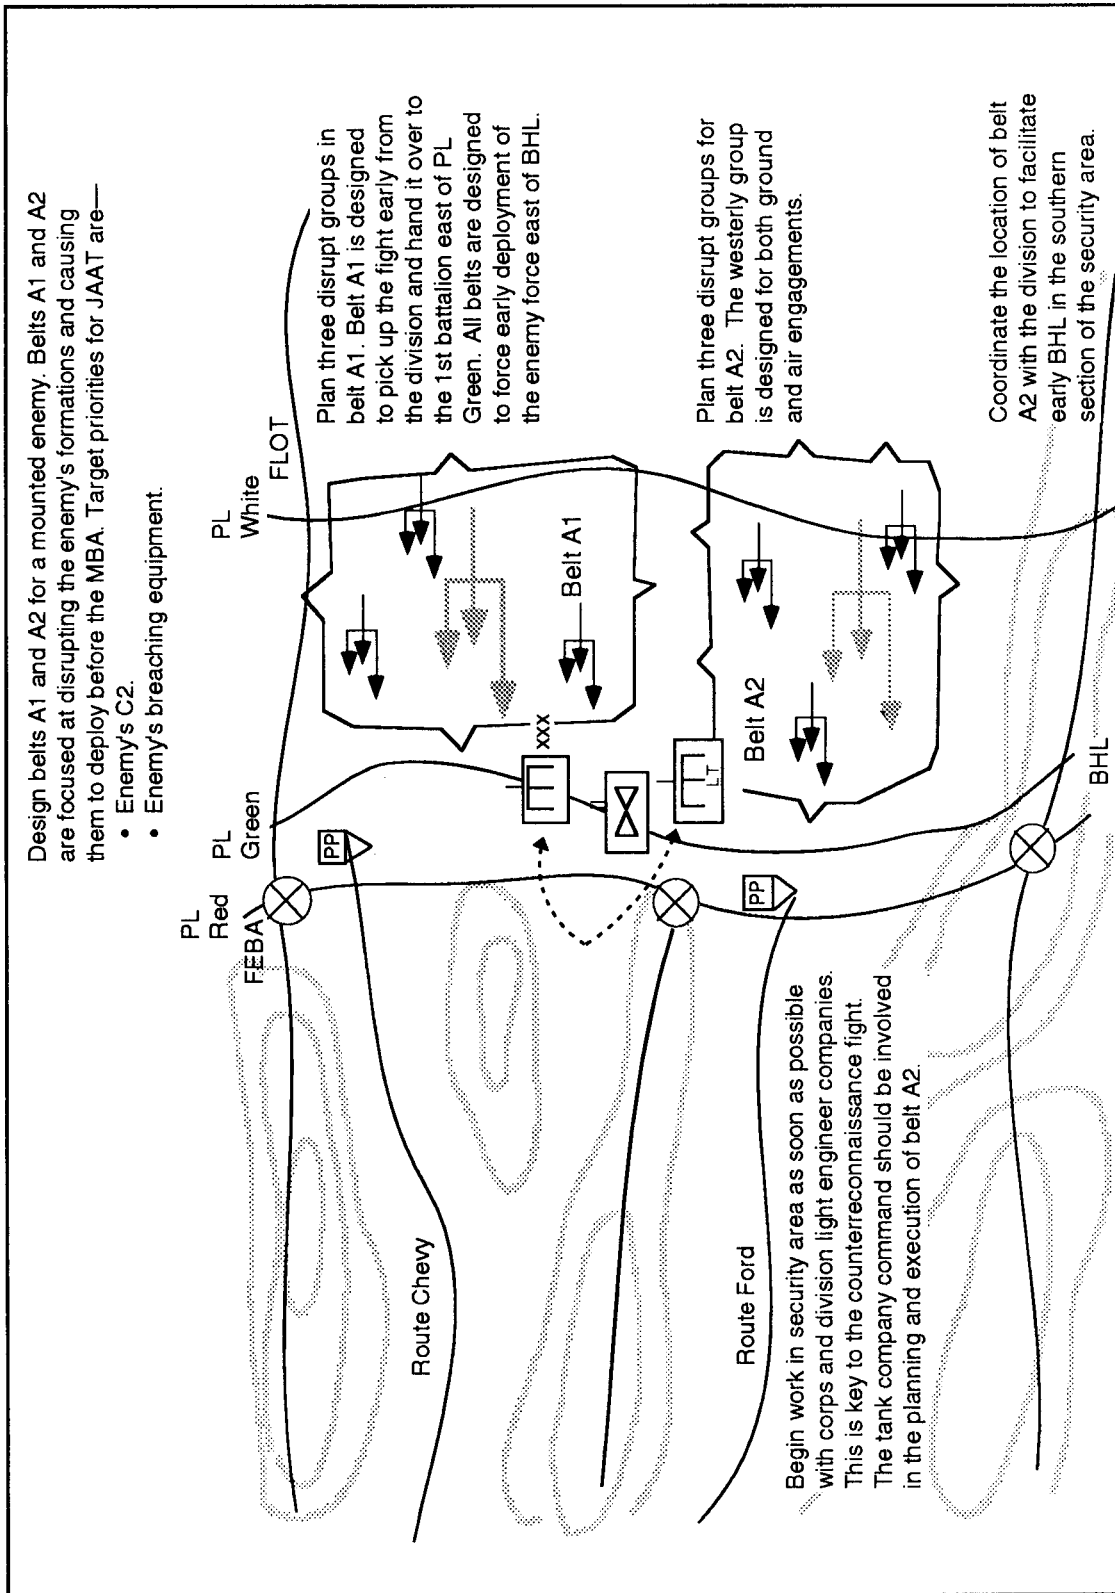 Design belts A1 and A2 for a mounted enemy. Belts A1 and A2
are focused at disrupting the enemy's formations and causing
them to deploy before the MBA. Target priorities for JAAT are—
• Enemy's C2.
• Enemy's breaching equipment.
PL
Red
FEBA
PL
Green
PL
White
FLOT
PP
Route Chevy
XXX
Belt A1
Plan three disrupt groups in
belt A1. Belt A1 is designed
to pick up the fight early from
the division and hand it over to
the 1st battalion east of PL
Green. All belts are designed
to force early deployment of
the enemy force east of BHL.
LT
Belt A2
Plan three disrupt groups for
belt A2. The westerly group
is designed for both ground
and air engagements.
Route Ford
PP
Begin work in security area as soon as possible
with corps and division light engineer companies.
This is key to the counterreconnaissance fight.
The tank company command should be involved
in the planning and execution of belt A2.
BHL
Coordinate the location of belt
A2 with the division to facilitate
early BHL in the southern
section of the security area.